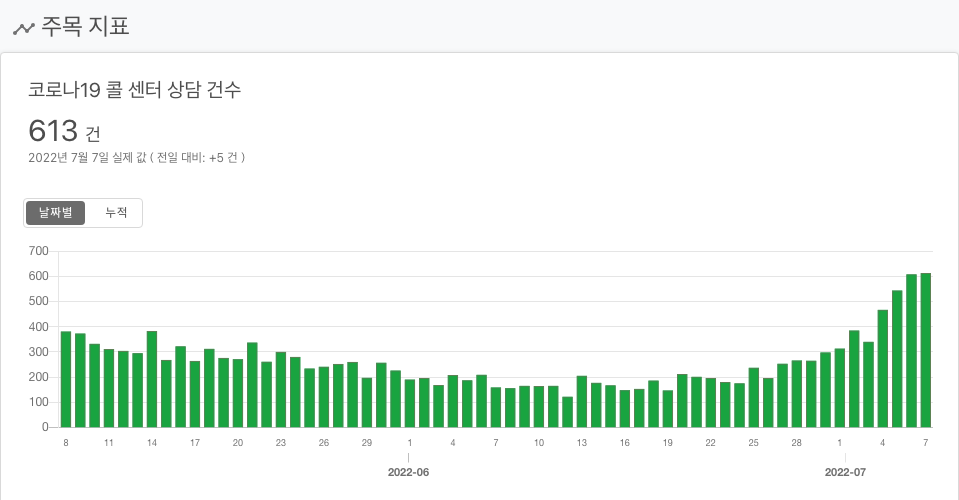 주목 지표
코로나19 콜 센터 상담 건수
613 건
2022년 7월 7일 실제 값 ( 전일 대비: +5 건 )
날짜별 누적
700
600
500
400
300
200
100
0
8 11 14 17 20 23 26 29 1 4 7 10 13 16 19 22 25 28 1 4 7
2022-06 2022-07